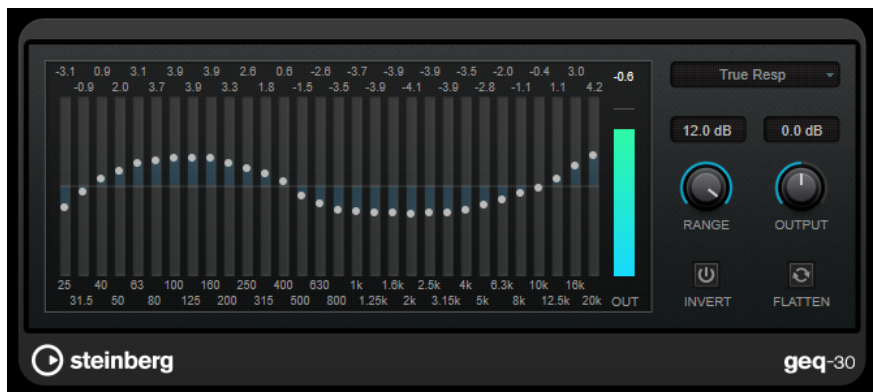 -3.1 0.9 3.1 3.9 3.9 2.6 0.6 -2.6 -3.7 -3.9 -3.9 -3.5 -2.0 -0.4 3.0 -0.6 True Resp
-0.9 2.0 3.7 3.9 3.3 1.8 -1.5 -3.5 -3.9 -4.1 -3.9 -2.8 -1.1 1.1 4.2
12.0 dB 0.0 dB
RANGE OUTPUT
25 40 63 100 160 250 400 630 1k 1.6k 2.5k 4k 6.3k 10k 16k
31.5 50 80 125 200 315 500 800 1.25k 2k 3.15k 5k 8k 12.5k 20k OUT INVERT FLATTEN
steinberg geq-30